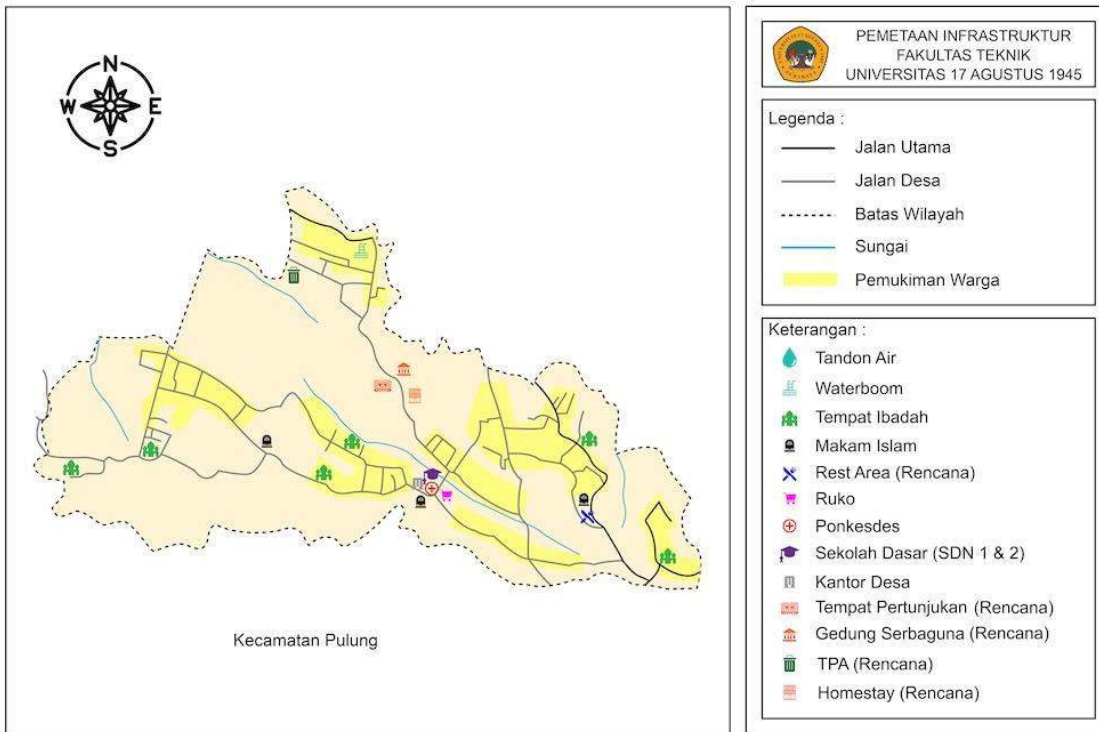 N
W
E
S
Kecamatan Pulung
PEMETAAN INFRASTRUKTUR
FAKULTAS TEKNIK
UNIVERSITAS 17 AGUSTUS 1945
Legenda :
Jalan Utama
Jalan Desa
Batas Wilayah
Sungai
Pemukiman Warga
Keterangan :
Tandon Air
Waterboom
Tempat Ibadah
Makam Islam
Rest Area (Rencana)
Ruko
Ponkesdes
Sekolah Dasar (SDN 1 & 2)
Kantor Desa
Tempat Pertunjukan (Rencana)
Gedung Serbaguna (Rencana)
TPA (Rencana)
Homestay (Rencana)